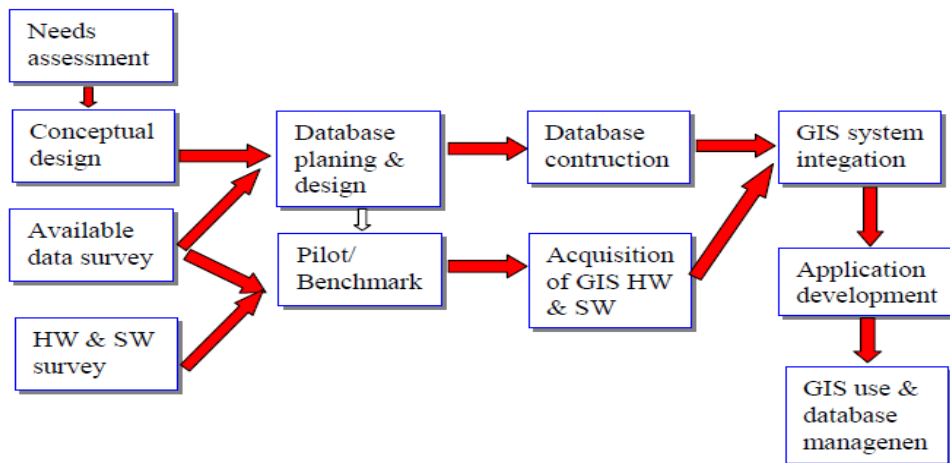 Needs
assessment
Conceptual
design
Available
data survey
HW & SW
survey
Database
planing &
design
Pilot/
Benchmark
Database
contruction
Acquisition
of GIS HW
& SW
GIS system
integation
Application
development
GIS use &
database
managenen